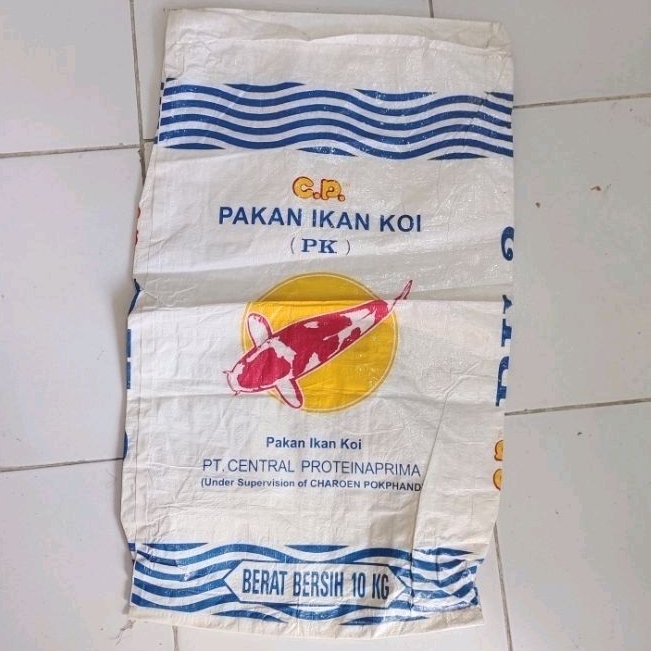 C.P.
PAKAN IKAN KOI
(PK)
Pakan Ikan Koi
PT. CENTRAL PROTEINAPRIMA
(Under Supervision of CHAROEN POKPHAND
BERAT BERSIH 10 KG